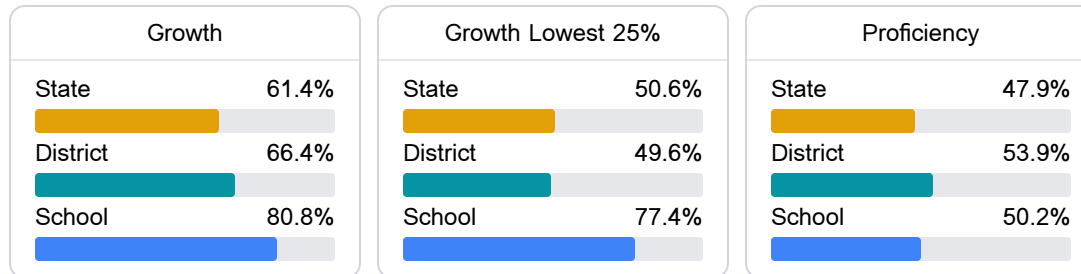 Growth
State 61.4%
District 66.4%
School 80.8%
Growth Lowest 25%
State 50.6%
District 49.6%
School 77.4%
Proficiency
State 47.9%
District 53.9%
School 50.2%